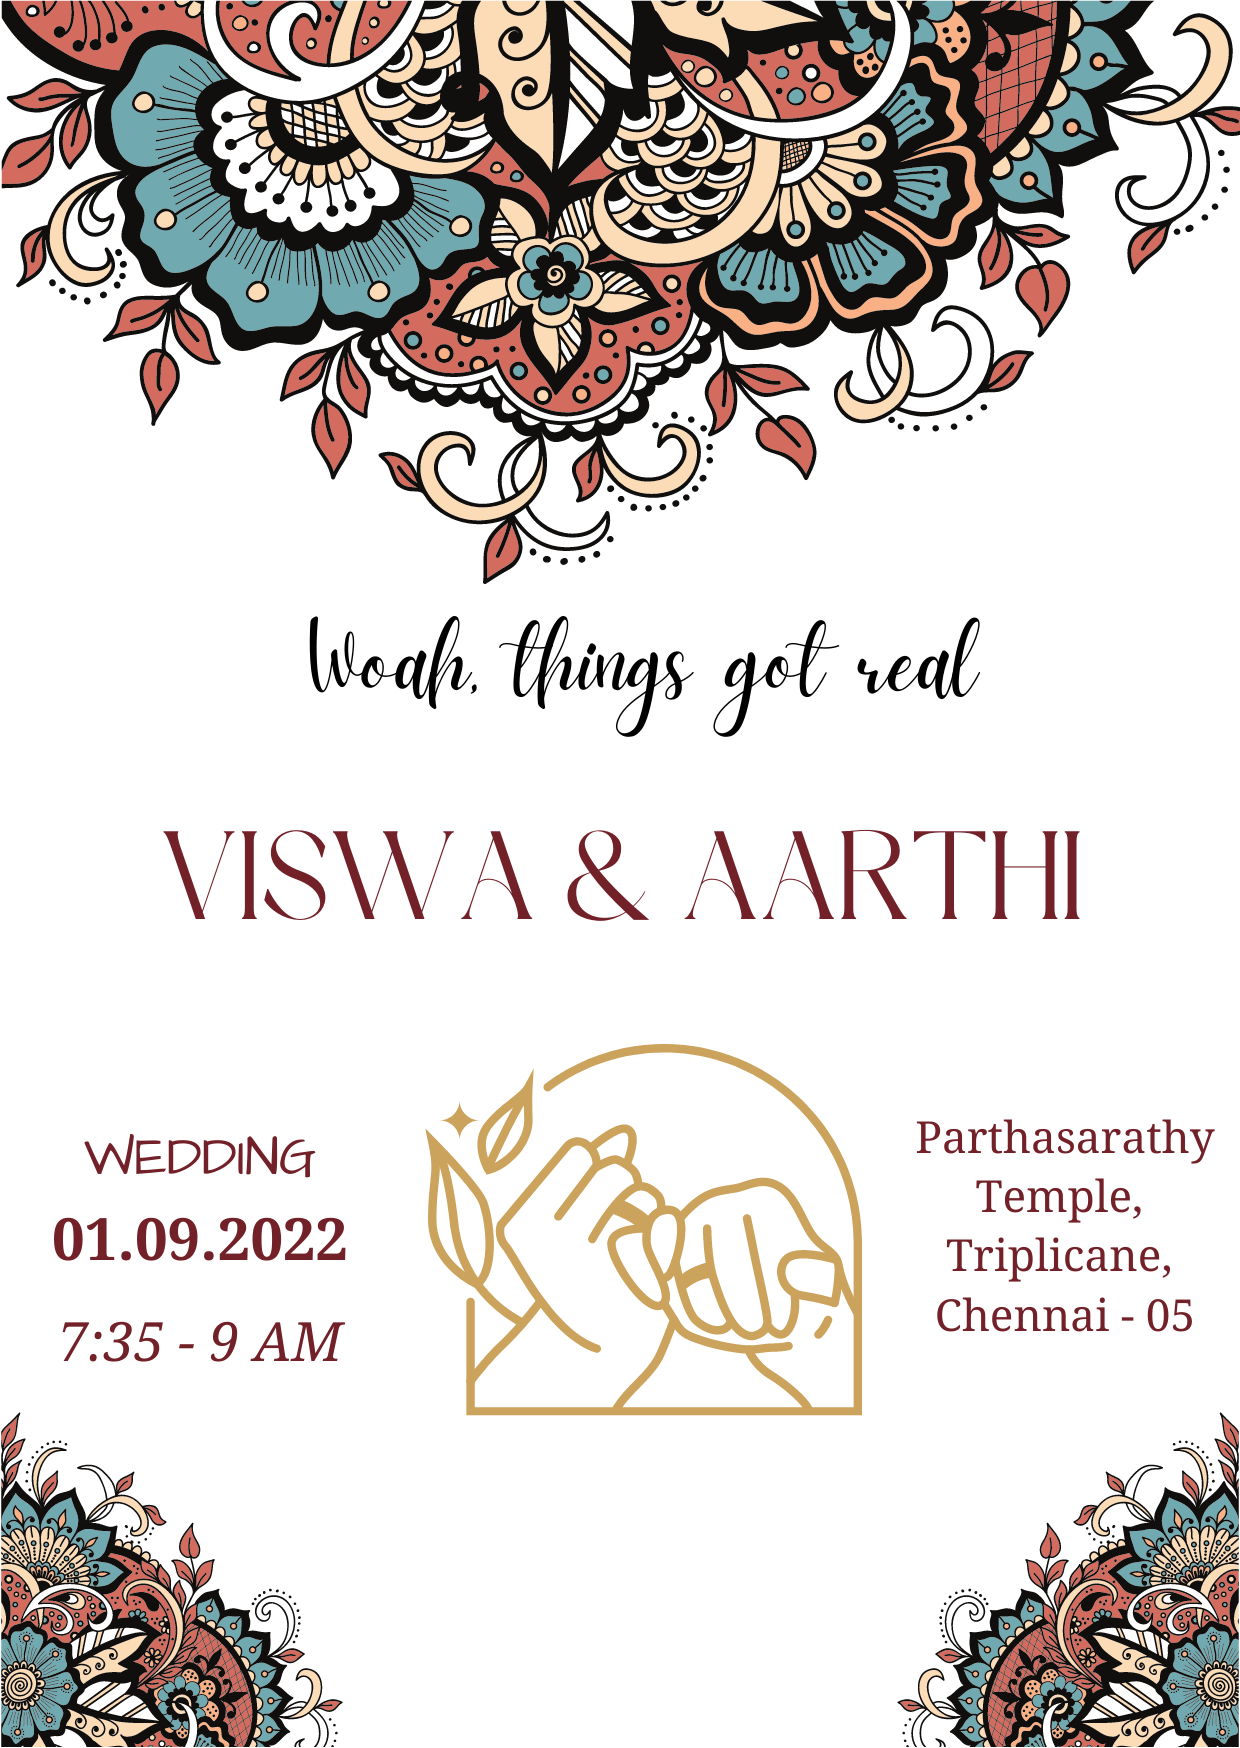 Woah, things got real
VISWA & AARTHI
WEDDING
01.09.2022
7:35 - 9 AM
Parthasarathy
Temple,
Triplicane,
Chennai - 05